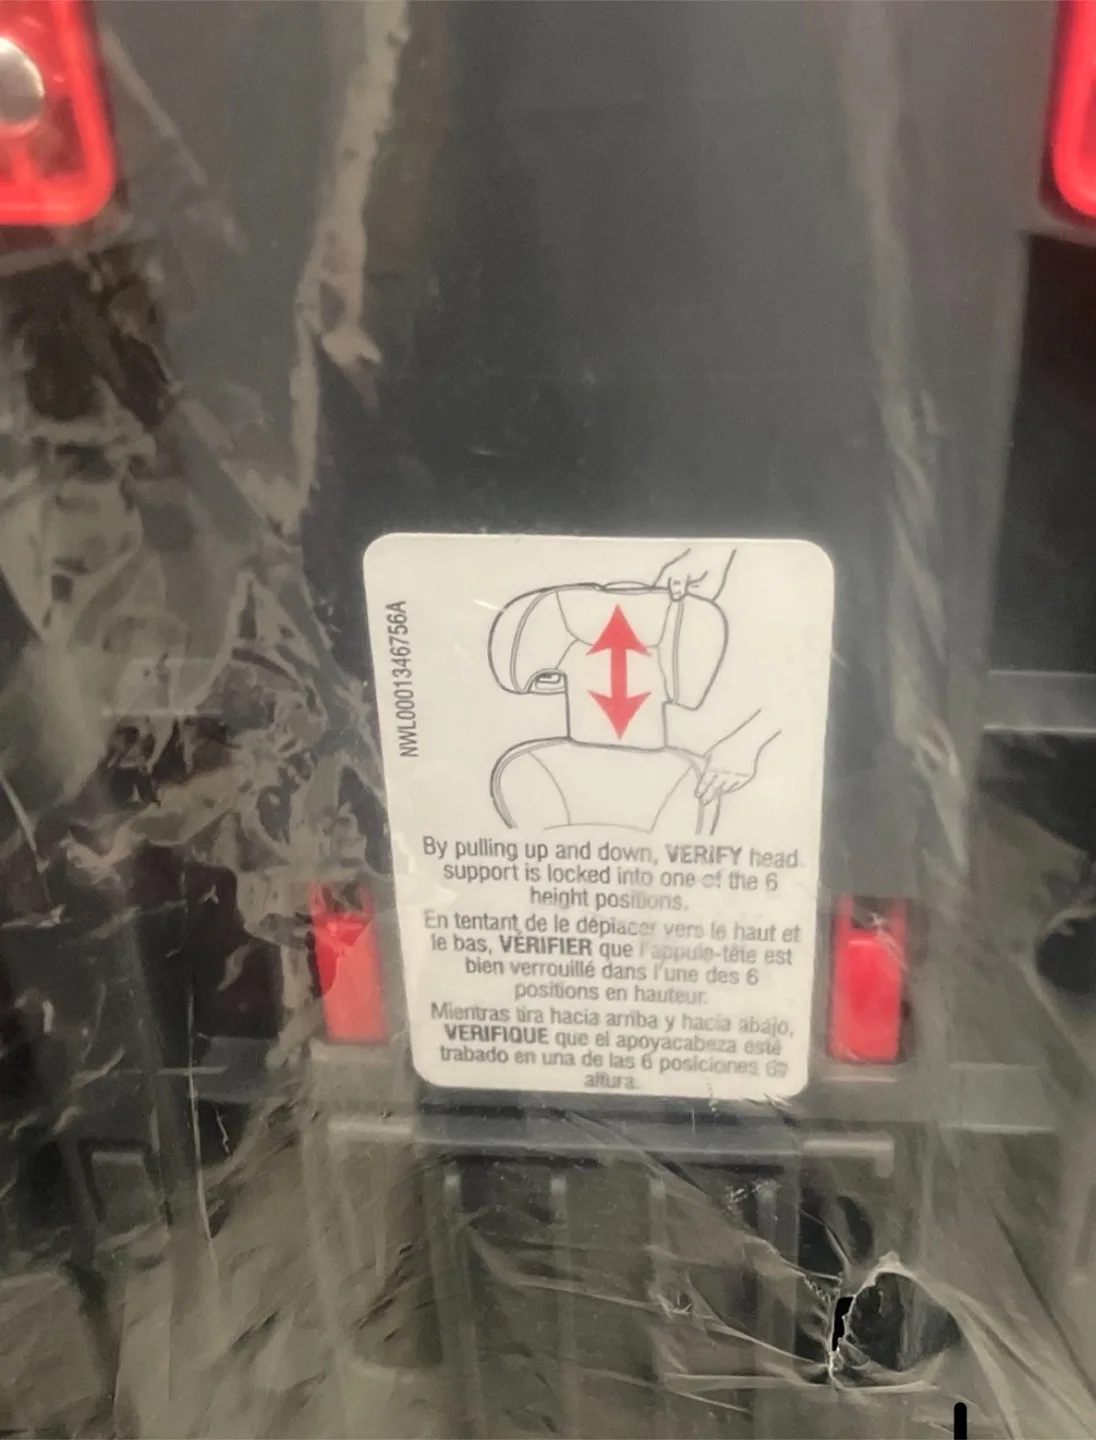 NWL0001346756A
By pulling up and down, VERIFY head
support is locked into one of the 6
height positions.
En tentant de le déplacer vers le haut et
le bas, VÉRIFIER que l'appuie-tête est
bien verrouillé dans l'une des 6
positions en hauteur.
Mientras tira hacia arriba y hacia abajo,
VERIFIQUE que el apoyacabeza esté
trabado en una de las 6 posiciones de
altura.